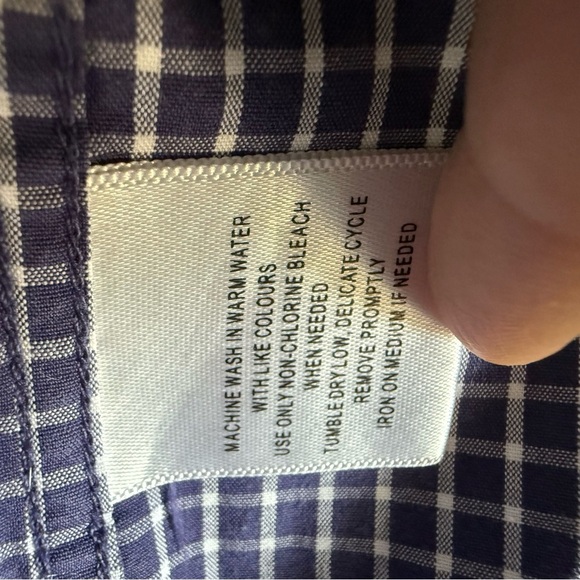 MACHINE WASH IN WARM WATER
WITH LIKE COLOURS
USE ONLY NON-CHLORINE BLEACH
WHEN NEEDED
TUMBLE DRY LOW, DELICATE CYCLE
REMOVE PROMPTLY
IRON ON MEDIUM IF NEEDED